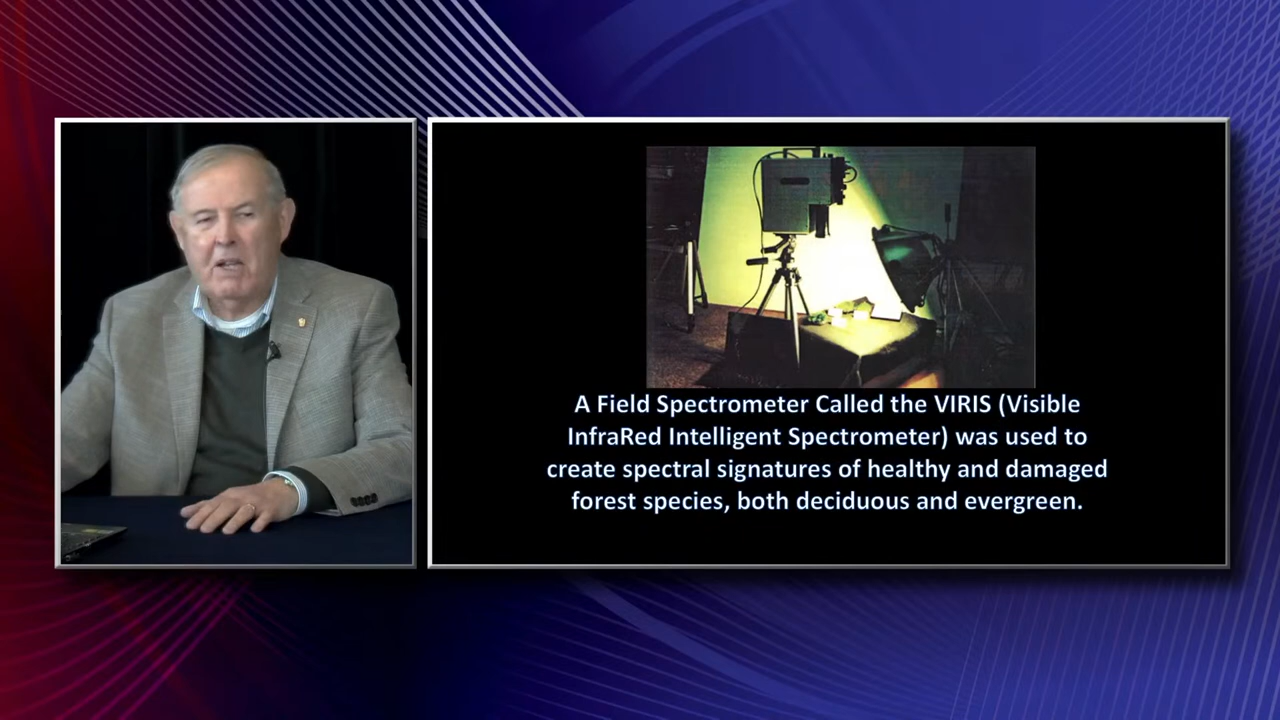 A Field Spectrometer Called the VIRIS (Visible
InfraRed Intelligent Spectrometer) was used to
create spectral signatures of healthy and damaged
forest species, both deciduous and evergreen.